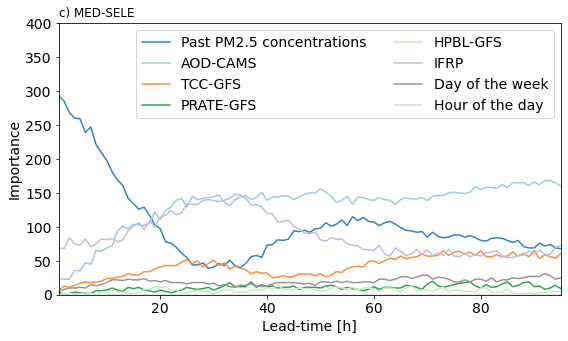 c) MED-SELE
400
350
300
250
200
150
100
50
0
Importance
Past PM2.5 concentrations
AOD-CAMS
TCC-GFS
PRATE-GFS
HPBL-GFS
IFRP
Day of the week
Hour of the day
20
40
60
80
Lead-time [h]